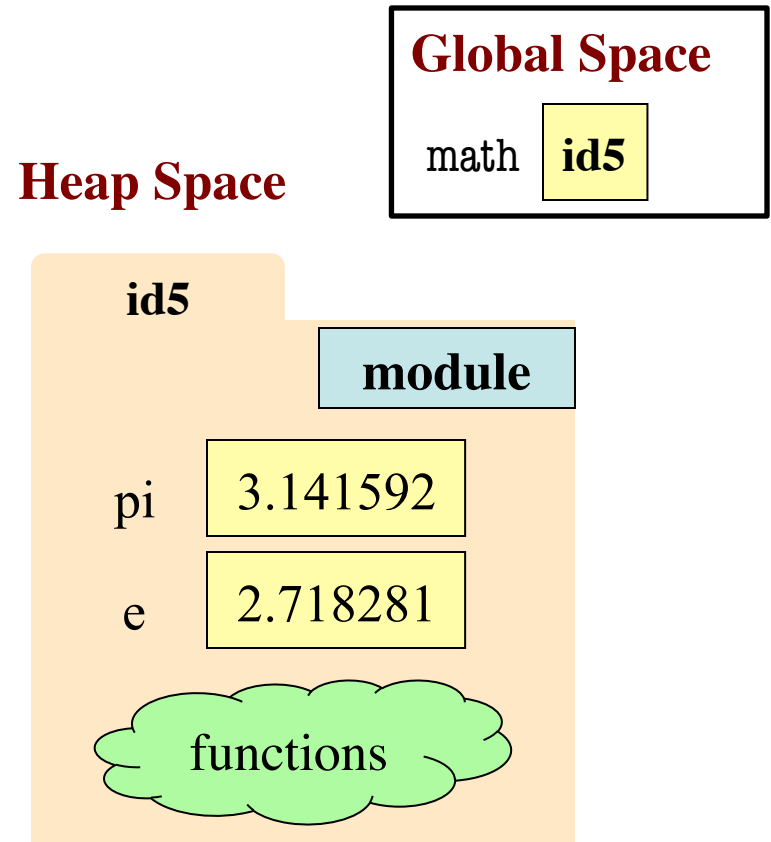 Global Space
math id5
Heap Space
id5
module
pi 3.141592
e 2.718281
functions